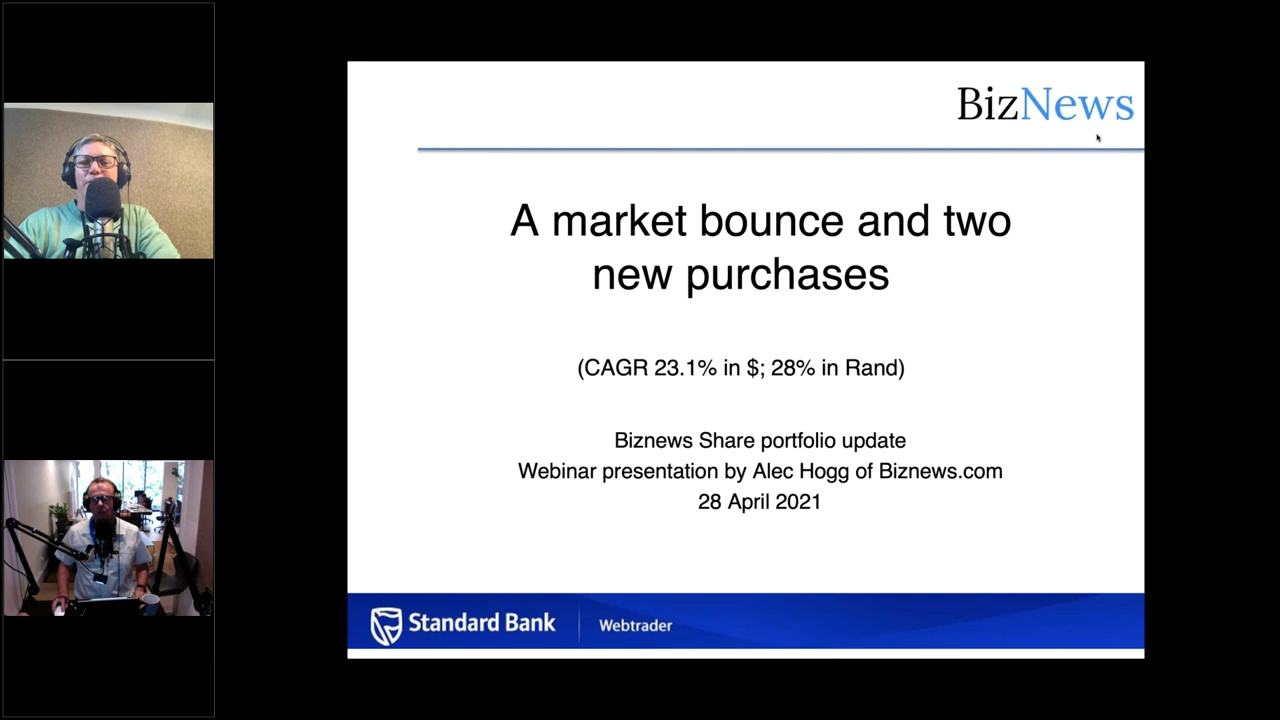 BizNews
A market bounce and two
new purchases
(CAGR 23.1% in $; 28% in Rand)
Biznews Share portfolio update
Webinar presentation by Alec Hogg of Biznews.com
28 April 2021
Standard Bank
Webtrader